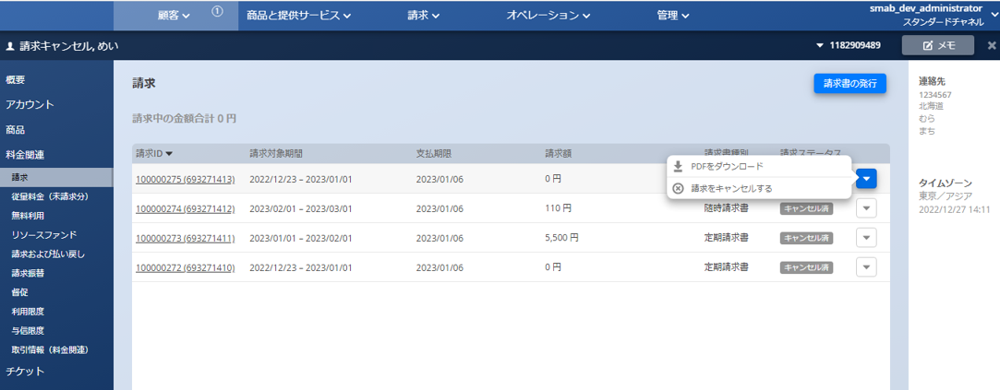 顧客
1
商品と提供サービス
請求
オペレーション
管理
smab_dev_administrator
スタンダードチャネル
請求キャンセル, めい
1182909489
メモ
概要
アカウント
商品
料金関連
請求
従量料金（未請求分）
無料利用
リソースファンド
請求および払い戻し
請求振替
督促
利用限度
与信限度
取引情報（料金関連）
チケット
請求
請求書の発行
請求中の金額合計 0 円
請求ID 請求対象期間 支払期限 請求額 請求書種別 請求ステータス
100000275 (693271413) 2022/12/23 – 2023/01/01 2023/01/06 0 円
PDFをダウンロード
請求をキャンセルする
100000274 (693271412) 2023/02/01 – 2023/03/01 2023/01/06 110 円 随時請求書 キャンセル済
100000273 (693271411) 2023/01/01 – 2023/02/01 2023/01/06 5,500 円 定期請求書 キャンセル済
100000272 (693271410) 2022/12/23 – 2023/01/01 2023/01/06 0 円 定期請求書 キャンセル済
連絡先
1234567
北海道
むら
まち
タイムゾーン
東京／アジア
2022/12/27 14:11